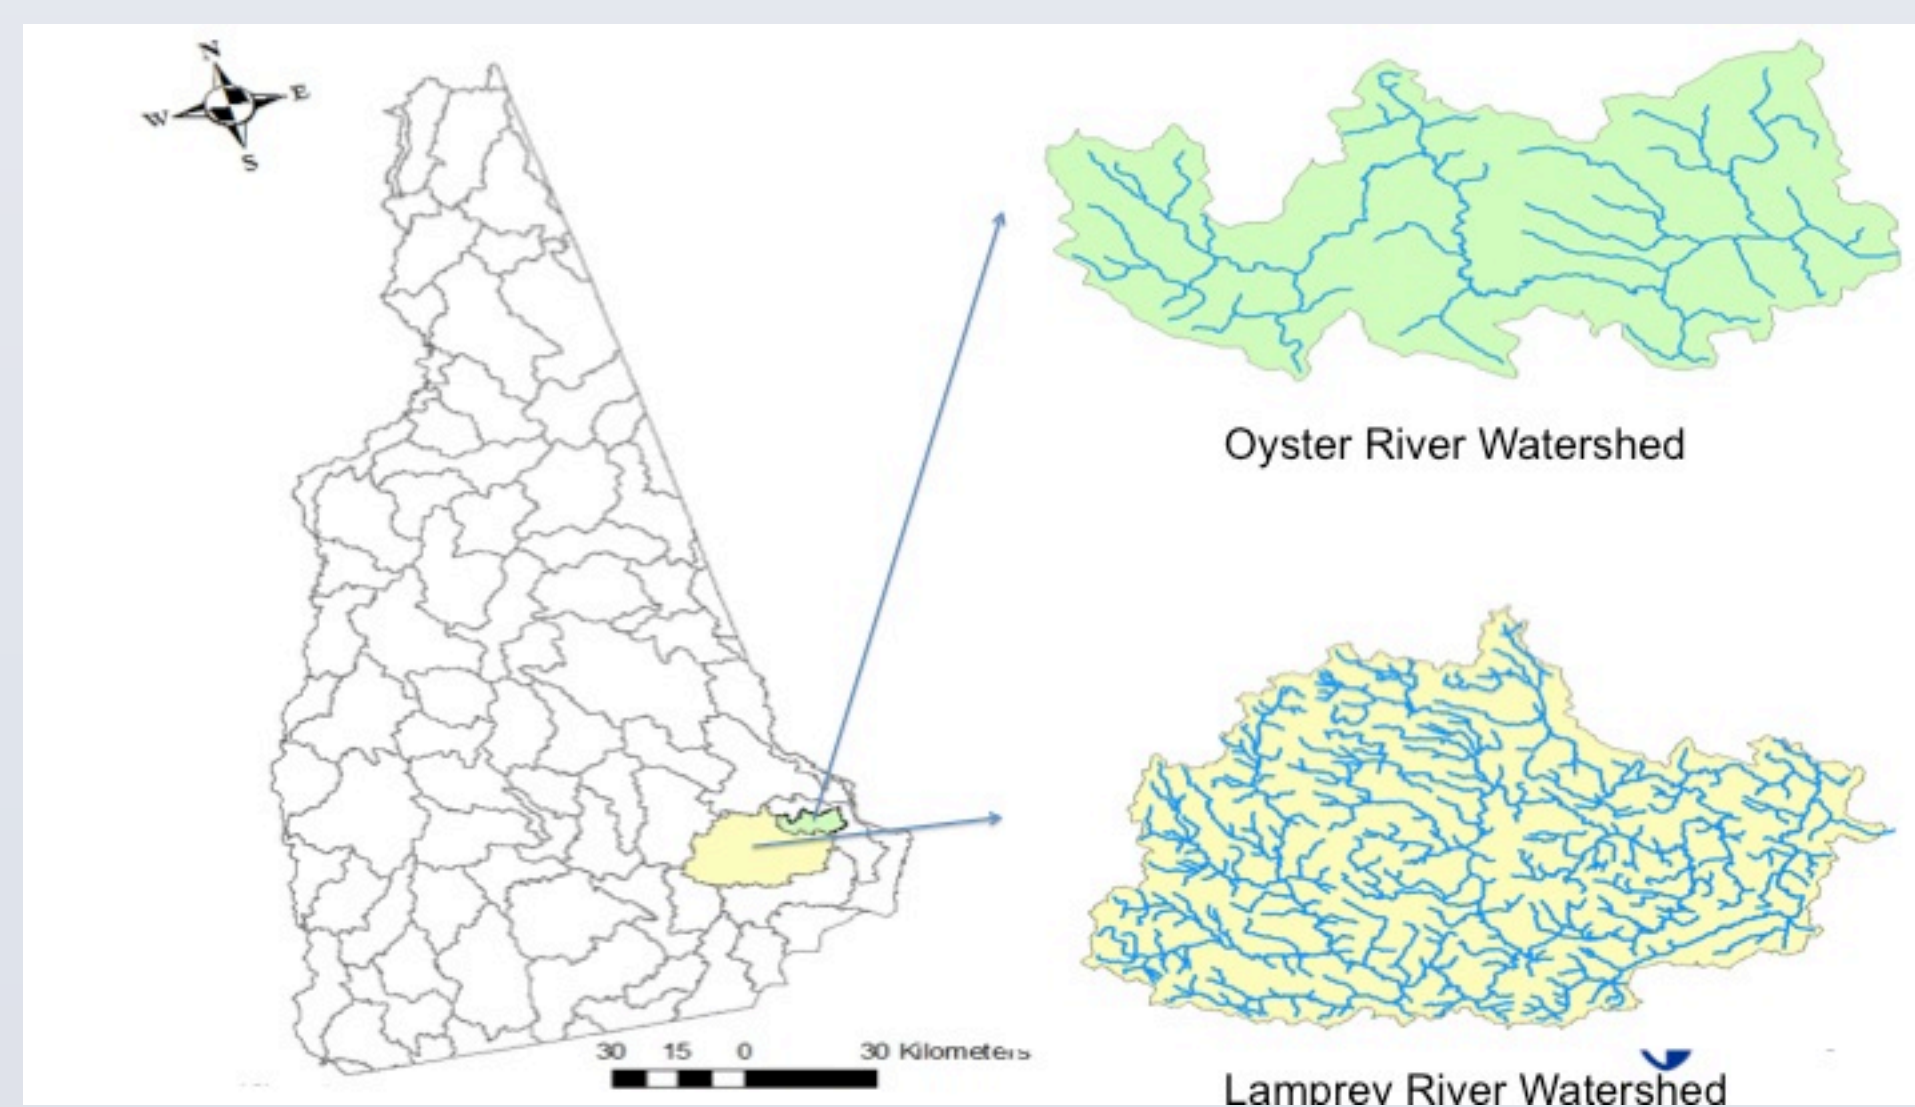 N
W E
S
Oyster River Watershed
30 15 0 30 Kilometers
Lamprey River Watershed